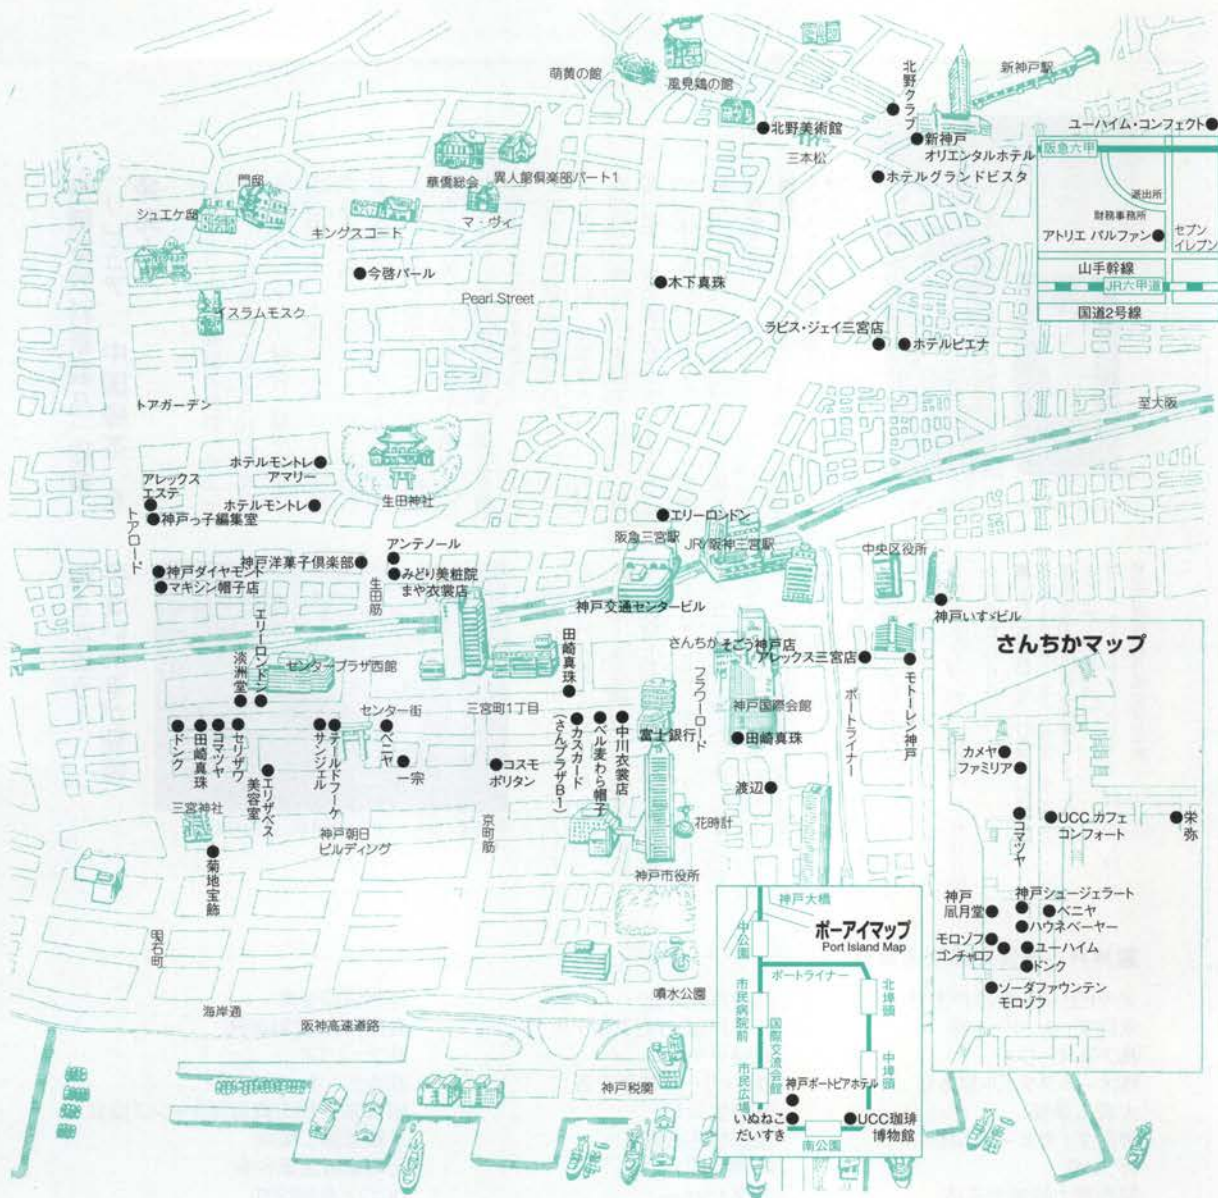 萌黄の館
風見鶏の館
北野クラブ
新神戸駅
北野美術館
三本松
新神戸
オリエンタルホテル
ホテルグランドビスタ
華僑総会
異人館倶楽部パート1
門邸
シュエケ邸
キングスコート
マ・ヴィ
今啓パール
木下真珠
Pearl Street
イスラムモスク
ラピス・ジェイ三宮店
ホテルピエナ
ユーハイム・コンフェクト
阪急六甲
派出所
財務事務所
アトリエ パルファン
セブン
イレブン
山手幹線
JR六甲道
国道2号線
トアガーデン
至大阪
ホテルモントレ
アマリー
アレックス
エステ
ホテルモントレ
神戸っ子編集室
生田神社
トアロード
エリーロンドン
阪急三宮駅
JR/阪神三宮駅
中央区役所
神戸洋菓子倶楽部
アンテノール
みどり美粧院
まや衣裳店
神戸ダイヤモンド
マキシン帽子店
生田筋
神戸交通センタービル
神戸いすゞビル
エリーロンドン
淡洲堂
センタープラザ西館
田崎真珠
さんちか
そごう神戸店
アレックス三宮店
モトーレン神戸
フラワーロード
ポートライナー
神戸国際会館
田崎真珠
センター街
三宮町1丁目
ドンク
田崎真珠
コマツヤ
セリザワ
エリザベス
美容室
サンジェル
テールドフーケ
ベニヤ
一宗
コスモ
ポリタン
カスカード
(さんプラザB1)
ベル麦わら帽子
中川衣裳店
富士銀行
渡辺
三宮神社
神戸朝日
ビルディング
京町筋
花時計
菊地宝飾
神戸市役所
明石町
噴水公園
海岸通
阪神高速道路
神戸税関
さんちかマップ
カメヤ
ファミリア
コマツヤ
UCC カフェ
コンフォート
栄弥
神戸
凮月堂
神戸シュージェラート
ベニヤ
ハウネベーヤー
モロゾフ
ゴンチャロフ
ユーハイム
ドンク
ソーダファウンテン
モロゾフ
神戸大橋
ポーアイマップ
Port Island Map
中公園
ポートライナー
市民病院前
国際交流会館
北埠頭
市民広場
中埠頭
神戸ポートピアホテル
いぬねこ
だいすき
UCC珈琲
博物館
南公園